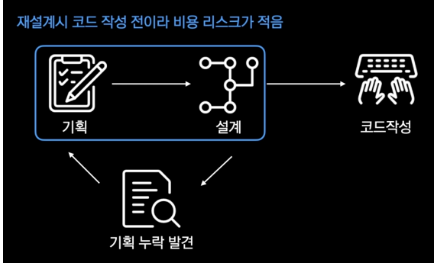 재설계시 코드 작성 전이라 비용 리스크가 적음
기획
설계
코드작성
기획 누락 발견